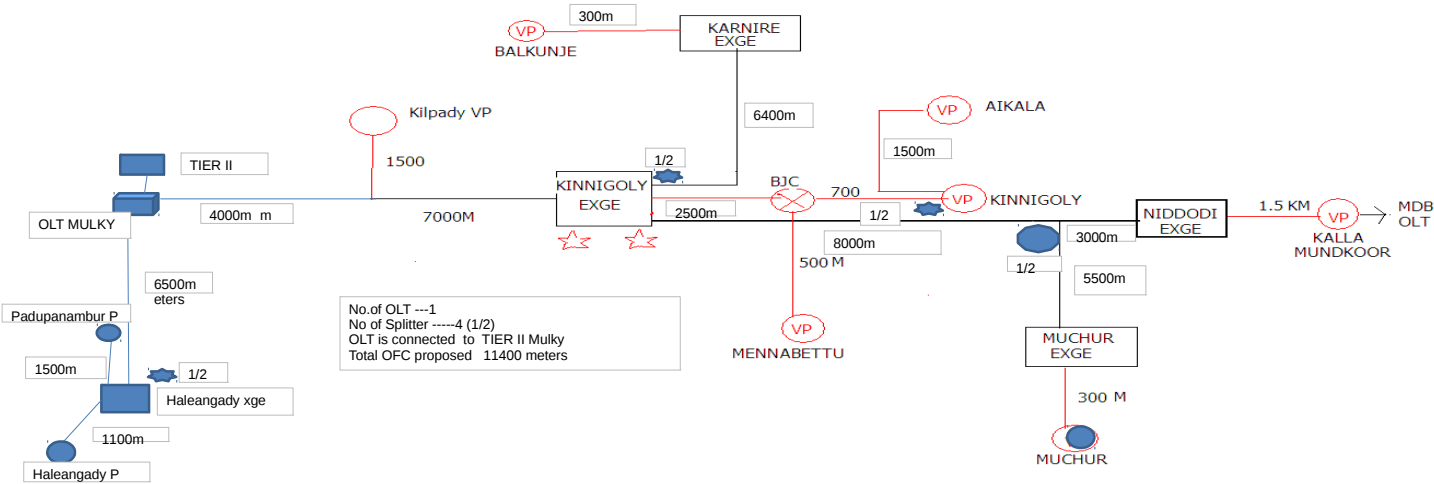 300m
VP
BALKUNJE
KARNIRE
EXGE
Kilpady VP
6400m
VP
AIKALA
1500
1500m
TIER II
1/2
KINNIGOLY
EXGE
BJC
700
VP
KINNIGOLY
4000m  m
7000M
2500m
1/2
NIDDODI
EXGE
1.5 KM
VP
MDB
OLT
KALLA
MUNDKOOR
OLT MULKY
8000m
3000m
500 M
1/2
5500m
6500m
eters
Padupanambur P
No.of OLT ---1
No of Splitter -----4 (1/2)
OLT is connected  to  TIER II Mulky
Total OFC proposed   11400 meters
VP
MENNABETTU
MUCHUR
EXGE
1500m
1/2
Haleangady xge
300 M
1100m
MUCHUR
Haleangady P